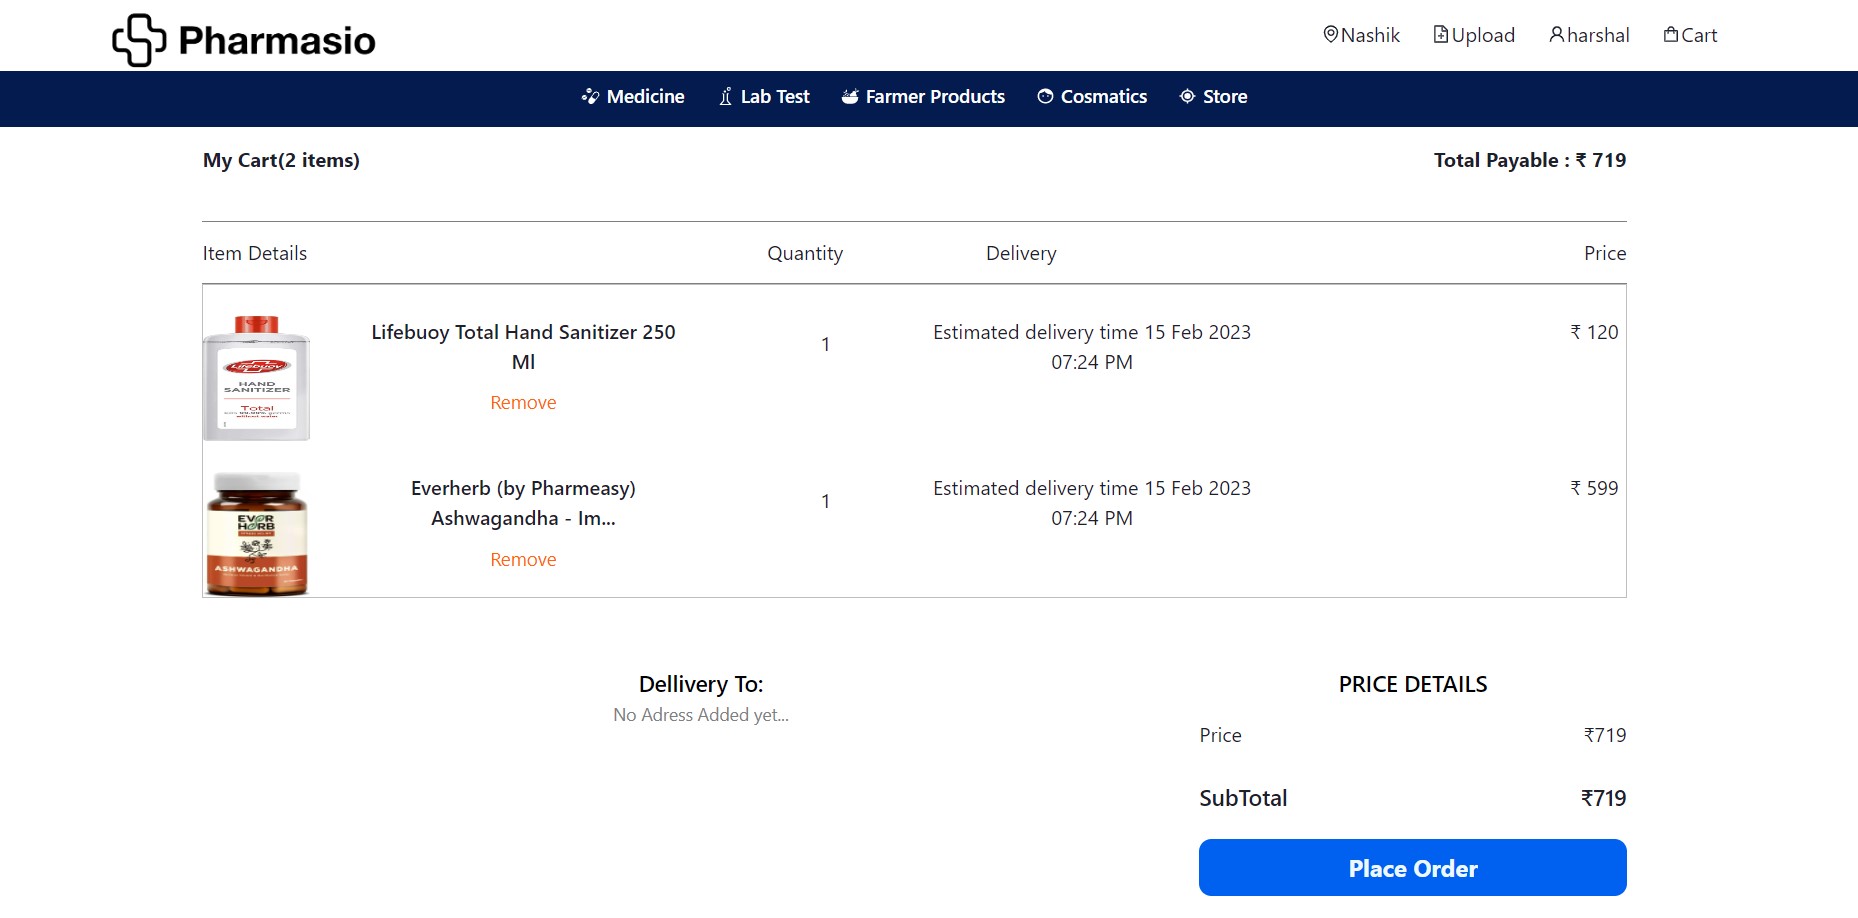 Pharmasio
Nashik Upload harshal Cart
Medicine Lab Test Farmer Products Cosmatics Store
My Cart(2 items) Total Payable : ₹ 719
Item Details Quantity Delivery Price
Lifebuoy Total Hand Sanitizer 250
Ml
1
Estimated delivery time 15 Feb 2023
07:24 PM
₹ 120
Remove
Lifebuoy
HAND
SANITIZER
Total
Everherb (by Pharmeasy)
Ashwagandha - Im...
1
Estimated delivery time 15 Feb 2023
07:24 PM
₹ 599
Remove
EVER
HERB
ASHWAGANDHA
Dellivery To:
No Adress Added yet...
PRICE DETAILS
Price ₹719
SubTotal ₹719
Place Order